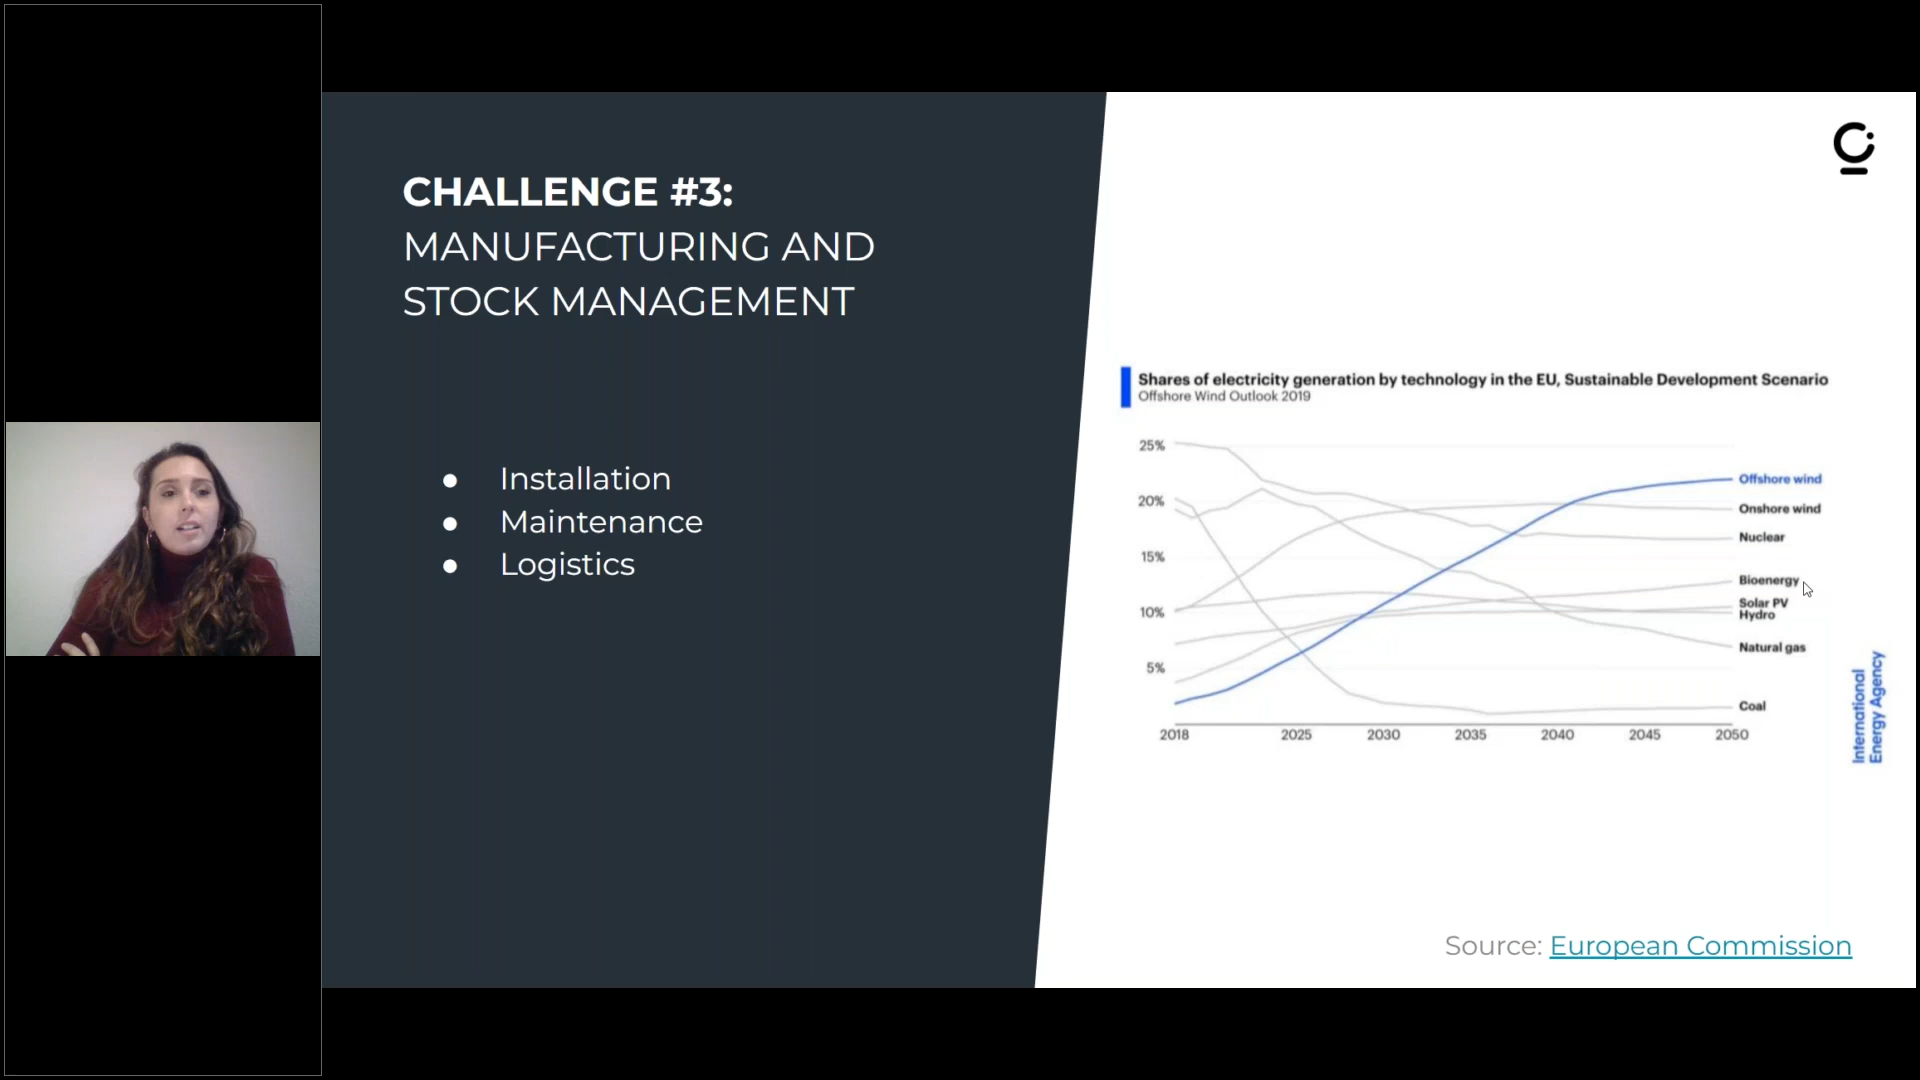 CHALLENGE #3:
MANUFACTURING AND
STOCK MANAGEMENT
● Installation
● Maintenance
● Logistics
Shares of electricity generation by technology in the EU, Sustainable Development Scenario
Offshore Wind Outlook 2019
25%
20%
15%
10%
5%
2018 2025 2030 2035 2040 2045 2050
Offshore wind
Onshore wind
Nuclear
Bioenergy
Solar PV
Hydro
Natural gas
Coal
International
Energy Agency
Source: European Commission